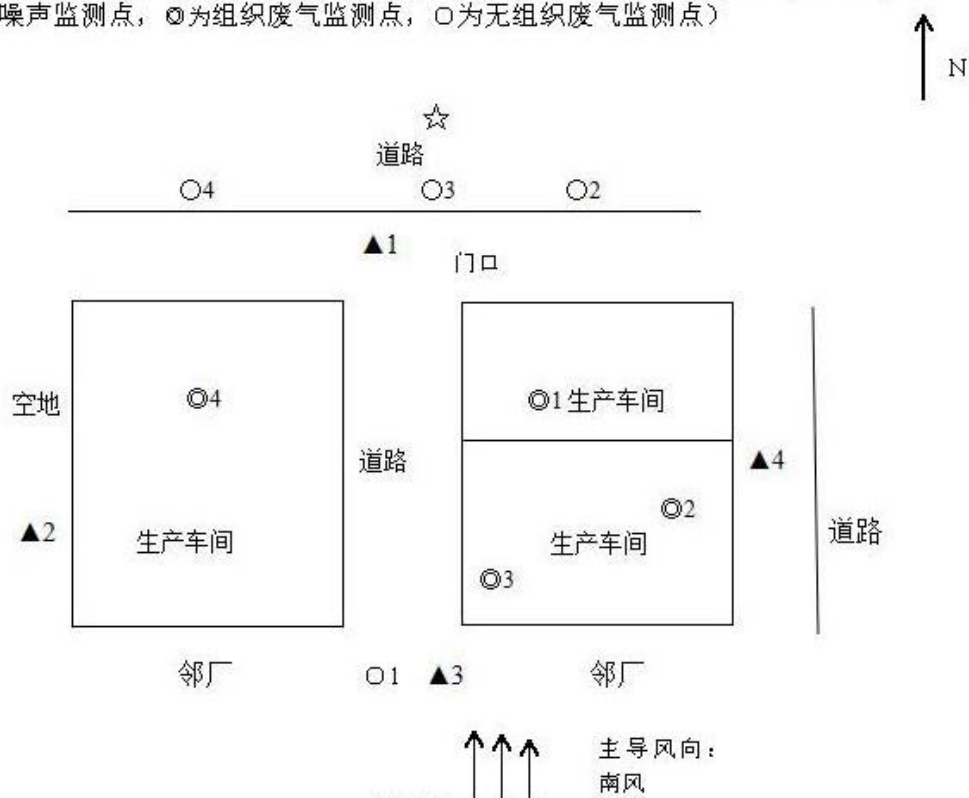 噪声监测点，◎为组织废气监测点，○为无组织废气监测点）
N
☆
道路
○4 ○3 ○2
▲1
门口
空地
◎4
◎1生产车间
道路
▲4
▲2
◎2
生产车间
生产车间
道路
◎3
邻厂
○1 ▲3
邻厂
主导风向：
南风